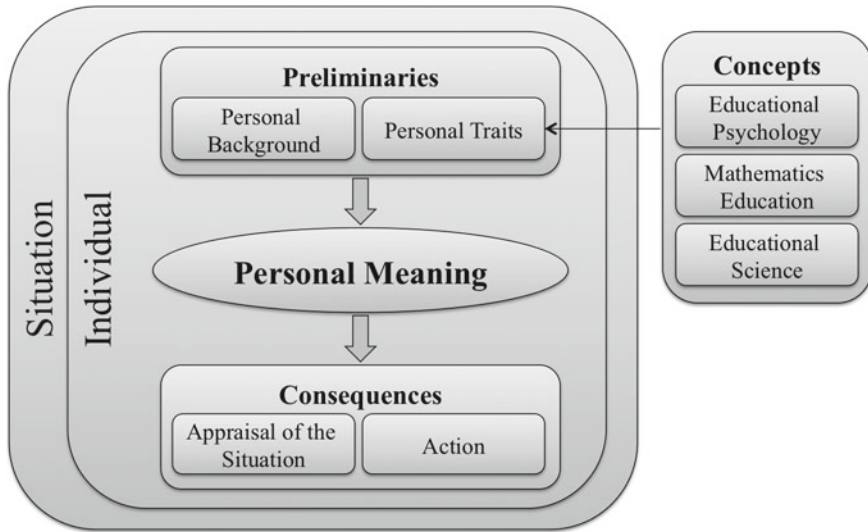 Situation
Individual
Preliminaries
Personal
Background
Personal Traits
Personal Meaning
Consequences
Appraisal of the
Situation
Action
Concepts
Educational
Psychology
Mathematics
Education
Educational
Science